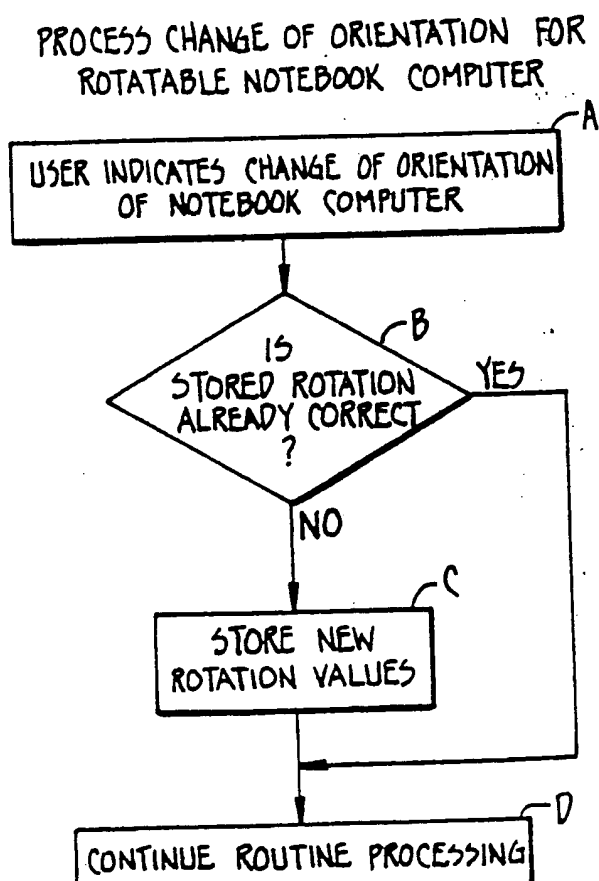 PROCESS CHANGE OF ORIENTATION FOR
ROTATABLE NOTEBOOK COMPUTER
A
USER INDICATES CHANGE OF ORIENTATION
OF NOTEBOOK COMPUTER
B
IS
STORED ROTATION
ALREADY CORRECT
?
YES
NO
C
STORE NEW
ROTATION VALUES
D
CONTINUE ROUTINE PROCESSING